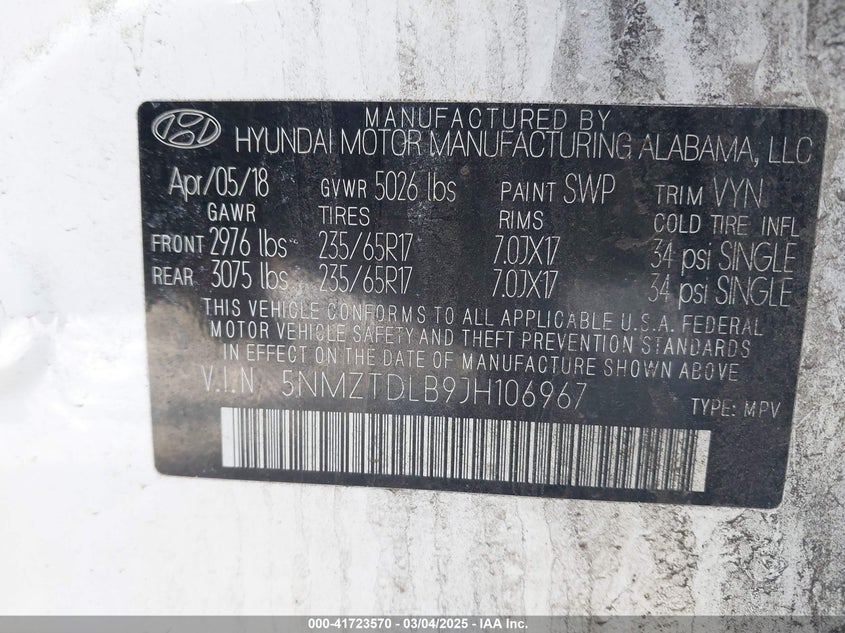 MANUFACTURED BY
HYUNDAI MOTOR MANUFACTURING ALABAMA, LLC
Apr/05/18 GVWR 5026 lbs PAINT SWP TRIM VYN
GAWR TIRES RIMS COLD TIRE INFL
FRONT 2976 lbs 235/65R17 7.0JX17 34 psi SINGLE
REAR 3075 lbs 235/65R17 7.0JX17 34 psi SINGLE
THIS VEHICLE CONFORMS TO ALL APPLICABLE U.S.A. FEDERAL
MOTOR VEHICLE SAFETY AND THEFT PREVENTION STANDARDS
IN EFFECT ON THE DATE OF MANUFACTURE SHOWN ABOVE.
V.I.N 5NMZTDLB9JH106967 TYPE: MPV
000-41723570 - 03/04/2025 - IAA Inc.